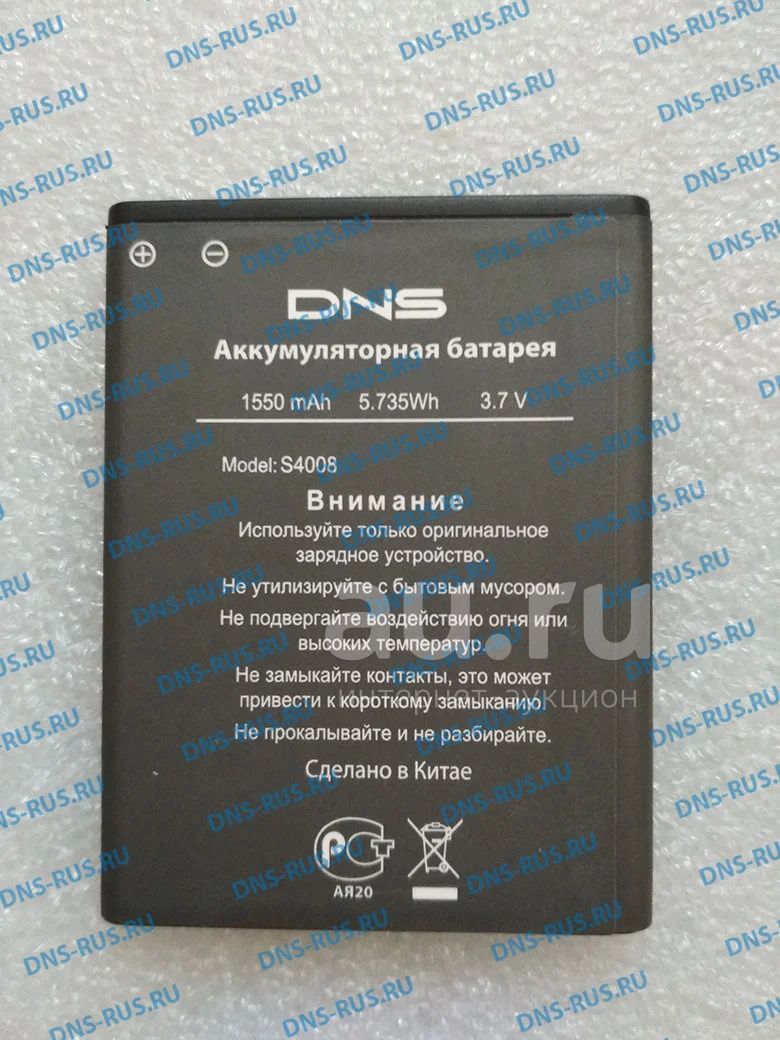 DNS
Аккумуляторная батарея
1550 mAh 5.735Wh 3.7 V
Model: S4008
Внимание
Используйте только оригинальное
зарядное устройство.
Не утилизируйте с бытовым мусором.
Не подвергайте воздействию огня или
высоких температур.
Не замыкайте контакты, это может
привести к короткому замыканию
Не прокалывайте и не разбирайте.
Сделано в Китае
РСТ
АЯ20
au.ru
интернет-аукцион
DNS-RUS.RU